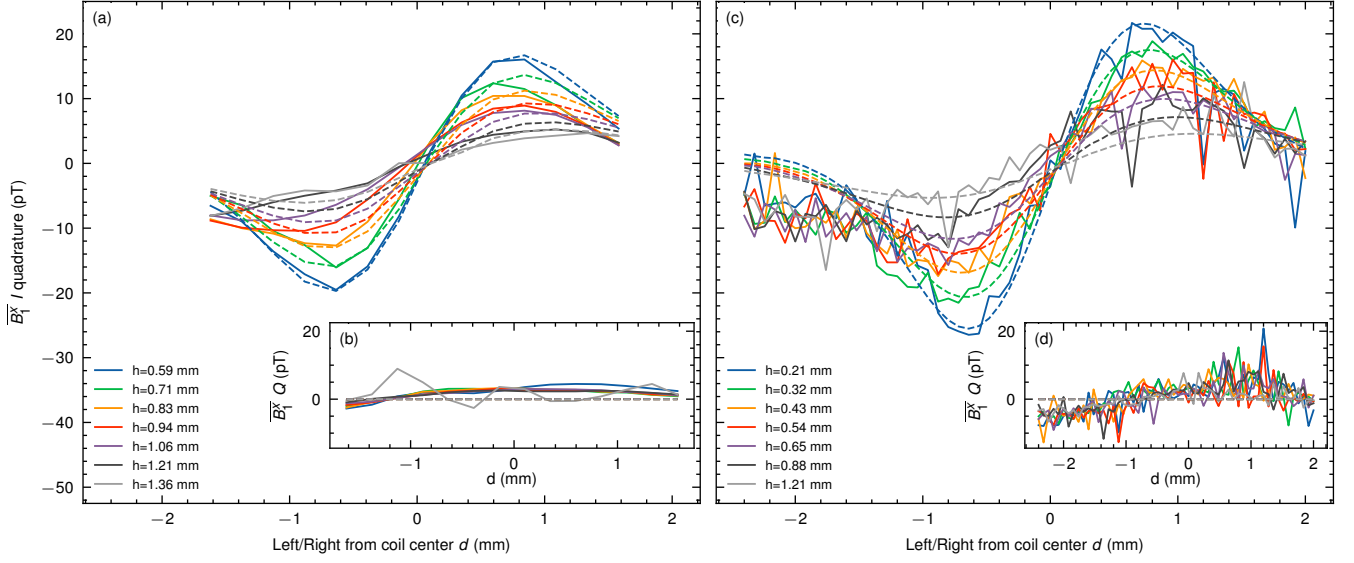 (a)
20
10
0
−10
−20
−30
−40
−50
B₁ˣ I quadrature (pT)
h=0.59 mm
h=0.71 mm
h=0.83 mm
h=0.94 mm
h=1.06 mm
h=1.21 mm
h=1.36 mm
−2
−1
0
1
2
Left/Right from coil center d (mm)
(b)
20
0
B₁ˣ Q (pT)
−1
0
1
d (mm)
(c)
h=0.21 mm
h=0.32 mm
h=0.43 mm
h=0.54 mm
h=0.65 mm
h=0.88 mm
h=1.21 mm
−2
−1
0
1
2
Left/Right from coil center d (mm)
(d)
20
0
B₁ˣ Q (pT)
−2
−1
0
1
2
d (mm)